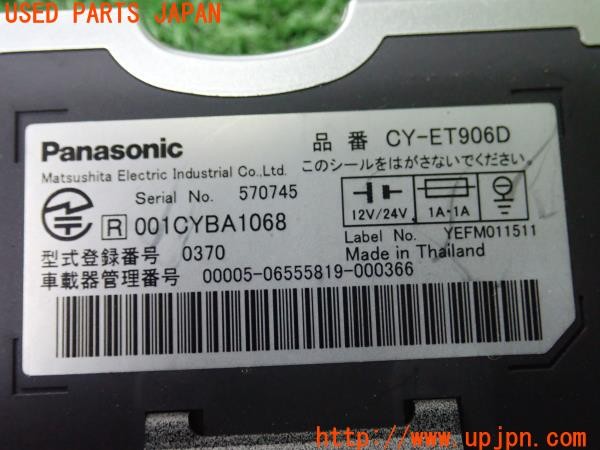 USED PARTS JAPAN
Panasonic
品番 CY-ET906D
Matsushita Electric Industrial Co.,Ltd.
このシールをはがさないでください。
Serial No. 570745
R 001CYBA1068
12V/24V
1A·1A
Label No. YEFM011511
型式登録番号 0370
Made in Thailand
車載器管理番号 00005-06555819-000366
UPJ
http://www.upjpn.com